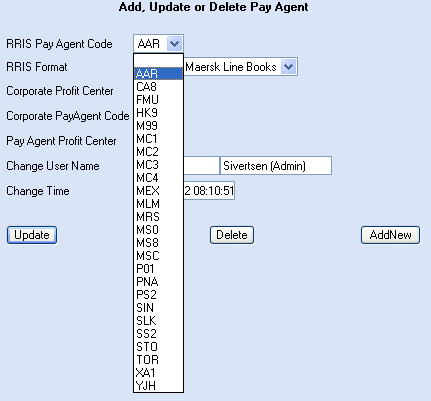 Add, Update or Delete Pay Agent
RRIS Pay Agent Code AAR
RRIS Format Maersk Line Books
Corporate Profit Center
Corporate PayAgent Code
Pay Agent Profit Center
Change User Name Sivertsen (Admin)
Change Time 2 08:10:51
AAR
CA8
FMU
HK9
M99
MC1
MC2
MC3
MC4
MEX
MLM
MRS
MS0
MS8
MSC
P01
PNA
PS2
SIN
SLK
SS2
STO
TOR
XA1
YJH
Update Delete AddNew